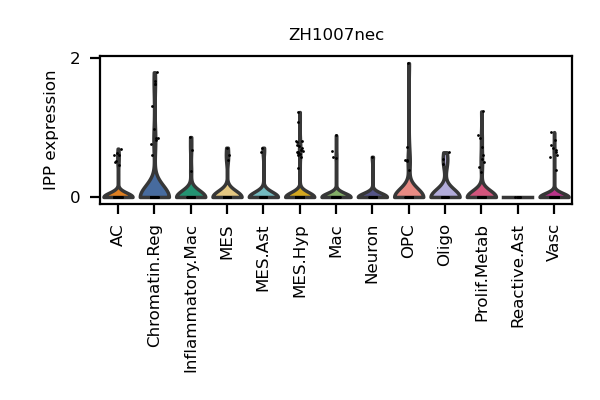 ZH1007nec
IPP expression
2
0
AC
Chromatin.Reg
Inflammatory.Mac
MES
MES.Ast
MES.Hyp
Mac
Neuron
OPC
Oligo
Prolif.Metab
Reactive.Ast
Vasc